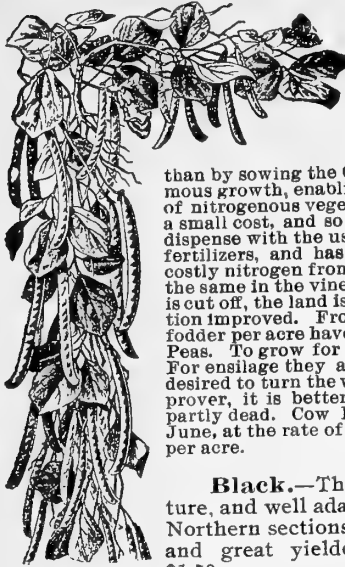 than by sowing the
mous growth, enabli
of nitrogenous vege
a small cost, and so
dispense with the us
fertilizers, and has
costly nitrogen from
the same in the vine
is cut off, the land is
tion improved. Fro
fodder per acre have
Peas. To grow for
For ensilage they a
desired to turn the v
prover, it is better
partly dead. Cow
June, at the rate of
per acre.
Black.—Th
ture, and well ada
Northern sections
and great yielde